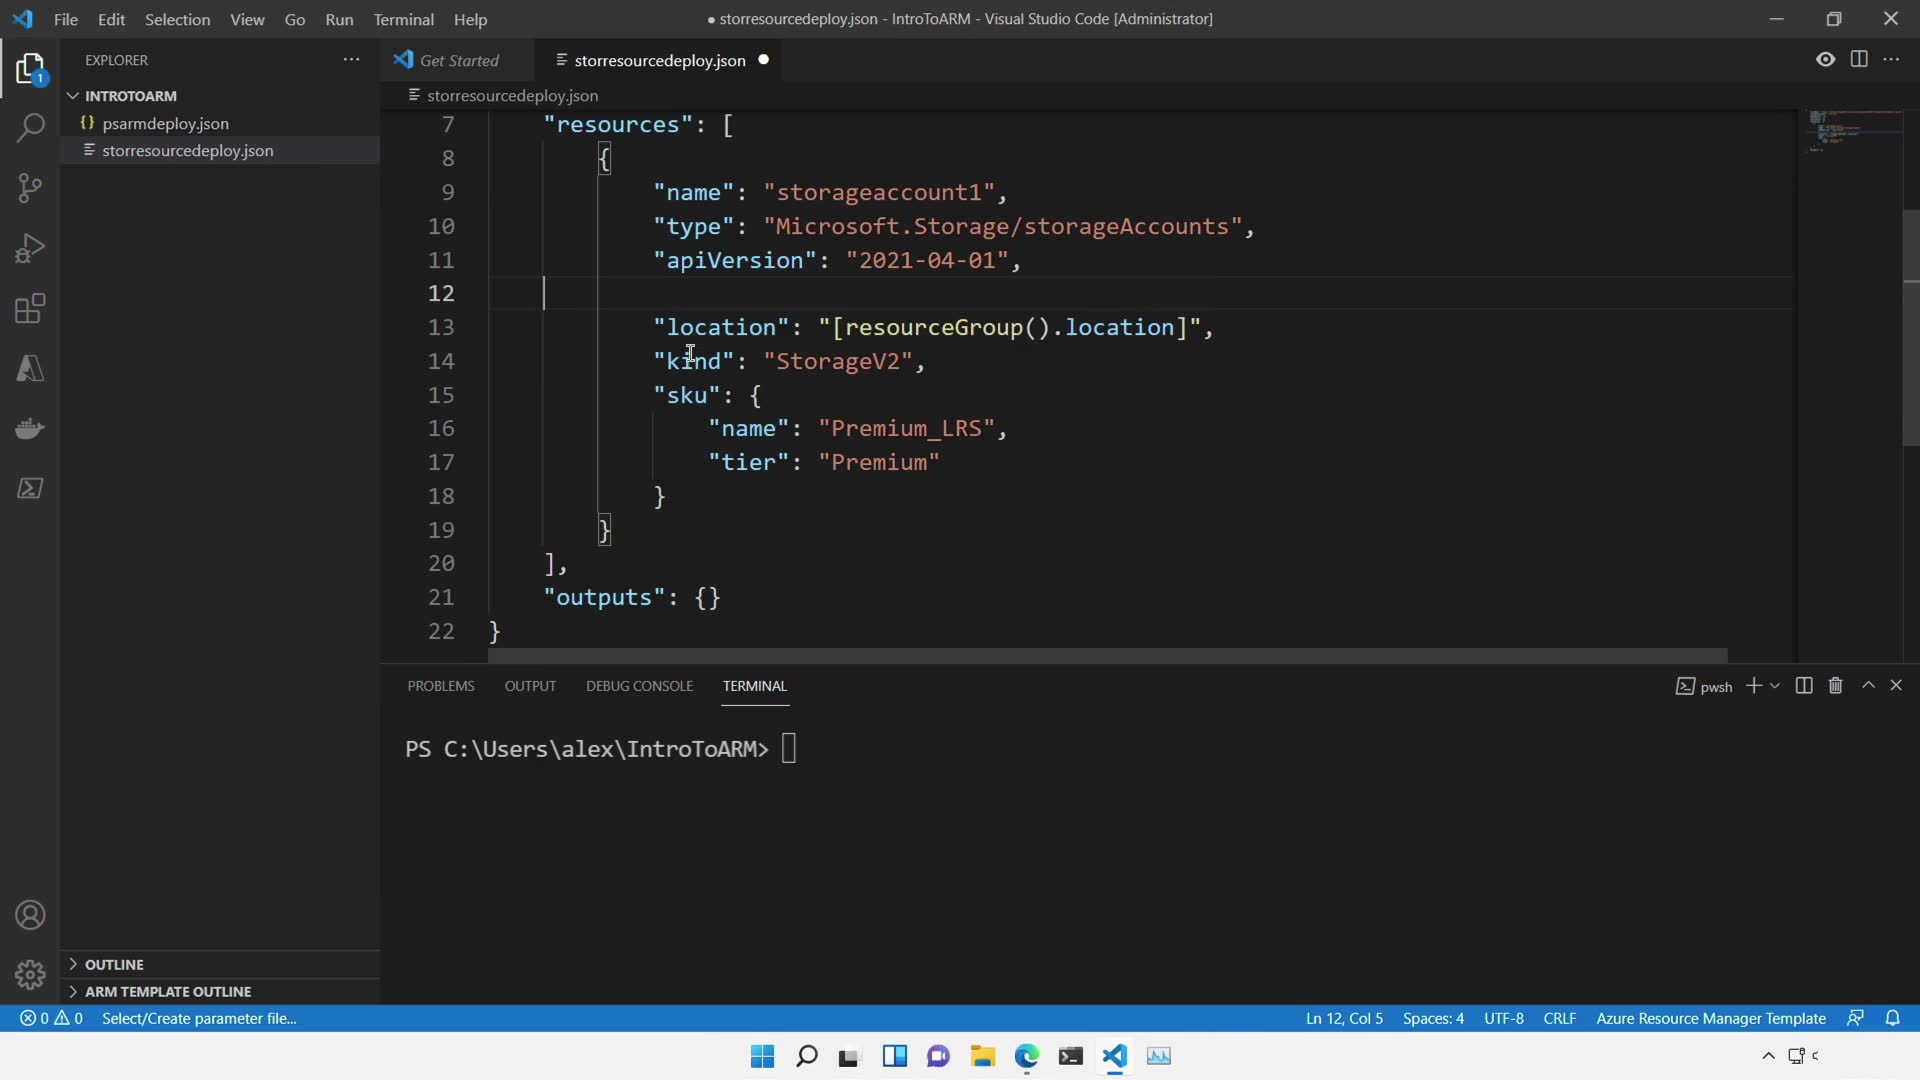 File Edit Selection View Go Run Terminal Help
● storresourcedeploy.json - IntroToARM - Visual Studio Code [Administrator]
EXPLORER
Get Started
storresourcedeploy.json
1
INTROTOARM
storresourcedeploy.json
{} psarmdeploy.json
storresourcedeploy.json
7 "resources": [
8 {
9 "name": "storageaccount1",
10 "type": "Microsoft.Storage/storageAccounts",
11 "apiVersion": "2021-04-01",
12
13 "location": "[resourceGroup().location]",
14 "kind": "StorageV2",
15 "sku": {
16 "name": "Premium_LRS",
17 "tier": "Premium"
18 }
19 }
20 ],
21 "outputs": {}
22 }
PROBLEMS OUTPUT DEBUG CONSOLE TERMINAL
pwsh
PS C:\Users\alex\IntroToARM>
OUTLINE
ARM TEMPLATE OUTLINE
0 0 Select/Create parameter file...
Ln 12, Col 5 Spaces: 4 UTF-8 CRLF Azure Resource Manager Template